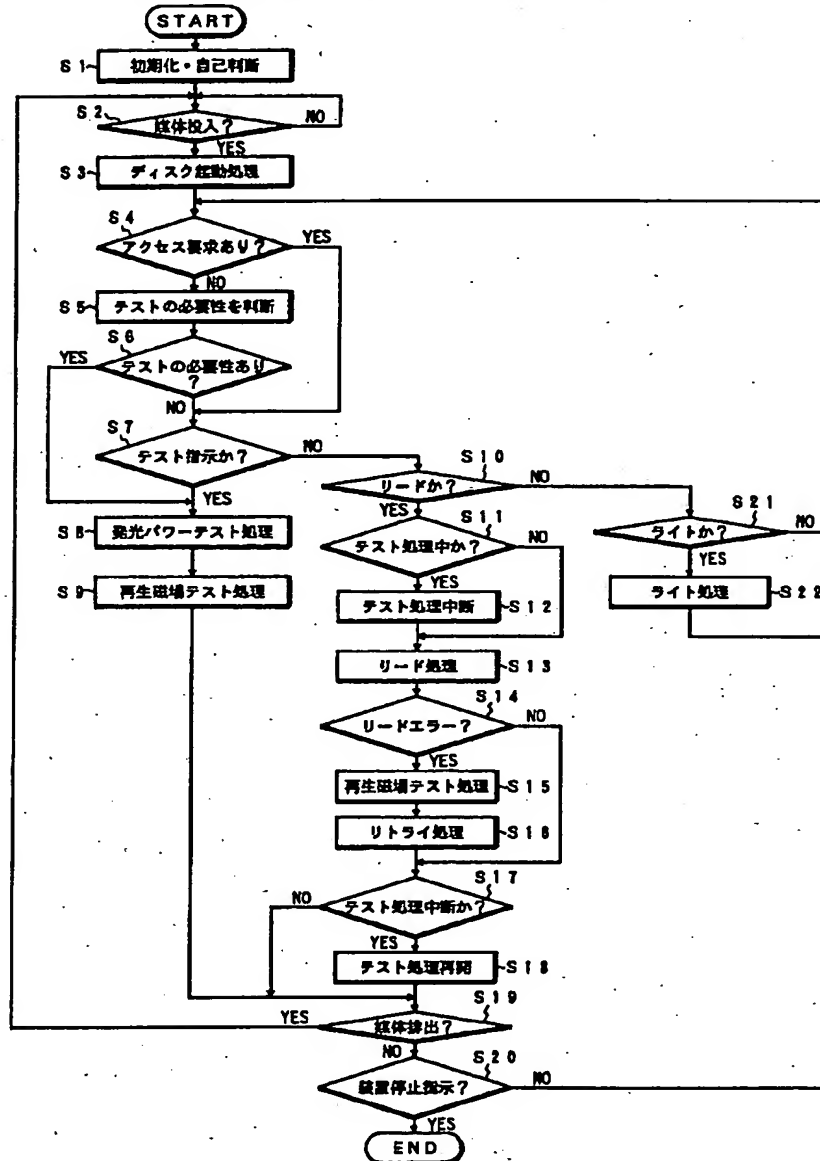 START
S1
初期化・自己判断
S2
媒体投入?
NO
YES
S3
ディスク起動処理
S4
アクセス要求あり?
YES
NO
S5
テストの必要性を判断
S6
YES
テストの必要性あり
?
NO
S7
テスト指示か?
NO
YES
S8
発光パワーテスト処理
S9
再生磁場テスト処理
S10
リードか?
NO
YES
S11
テスト処理中か?
NO
YES
テスト処理中断
S12
リード処理
S13
S14
リードエラー?
NO
YES
再生磁場テスト処理
S15
リトライ処理
S16
S17
NO
テスト処理中断か?
YES
テスト処理再開
S18
S19
YES
媒体排出?
NO
S20
装置停止指示?
NO
YES
END
S21
ライトか?
NO
YES
ライト処理
S22